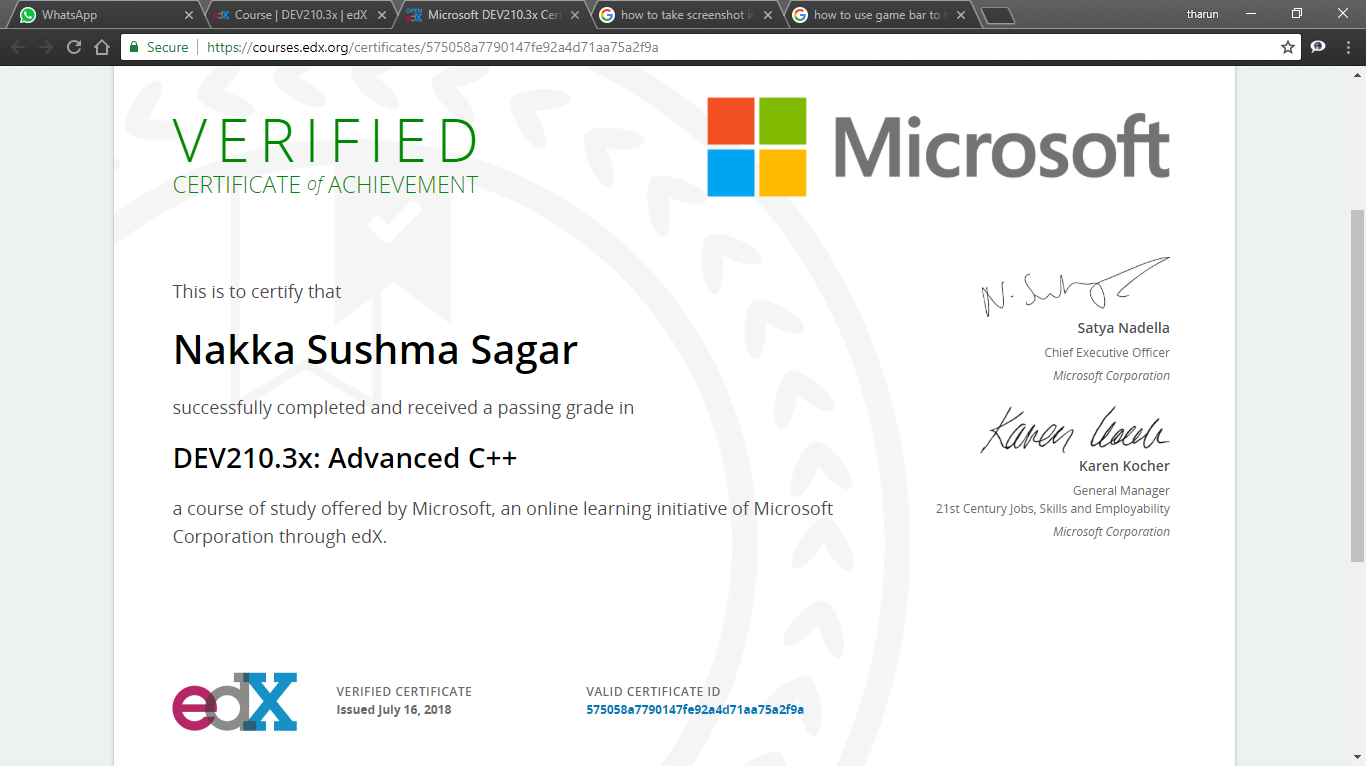 WhatsApp
Course | DEV210.3x | edX
Microsoft DEV210.3x Cer
how to take screenshot in
how to use game bar to t
tharun
Secure
https://courses.edx.org/certificates/575058a7790147fe92a4d71aa75a2f9a
VERIFIED
CERTIFICATE of ACHIEVEMENT
Microsoft
This is to certify that
Nakka Sushma Sagar
successfully completed and received a passing grade in
DEV210.3x: Advanced C++
a course of study offered by Microsoft, an online learning initiative of Microsoft
Corporation through edX.
Satya Nadella
Chief Executive Officer
Microsoft Corporation
Karen Kocher
General Manager
21st Century Jobs, Skills and Employability
Microsoft Corporation
edX
VERIFIED CERTIFICATE
Issued July 16, 2018
VALID CERTIFICATE ID
575058a7790147fe92a4d71aa75a2f9a